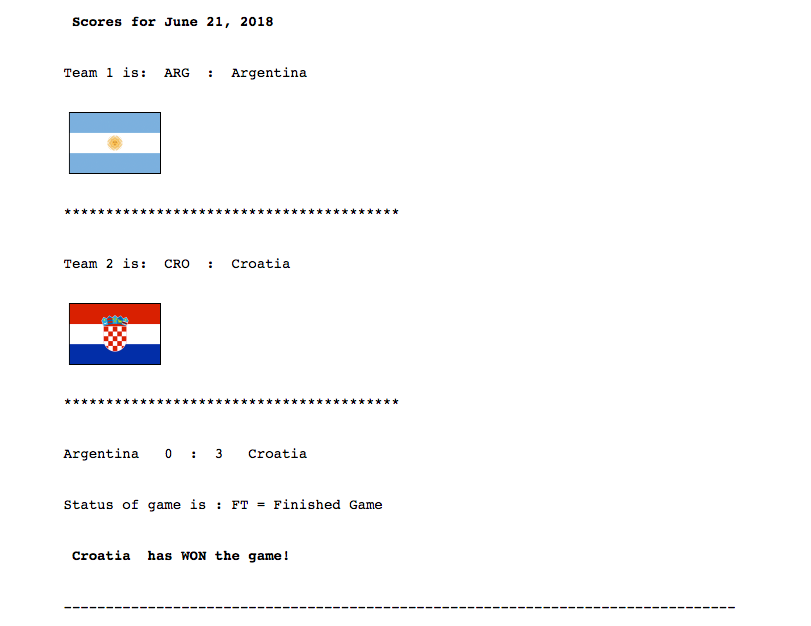 Scores for June 21, 2018
Team 1 is: ARG : Argentina
****************************************
Team 2 is: CRO : Croatia
****************************************
Argentina 0 : 3 Croatia
Status of game is : FT = Finished Game
Croatia has WON the game!
--------------------------------------------------------------------------------